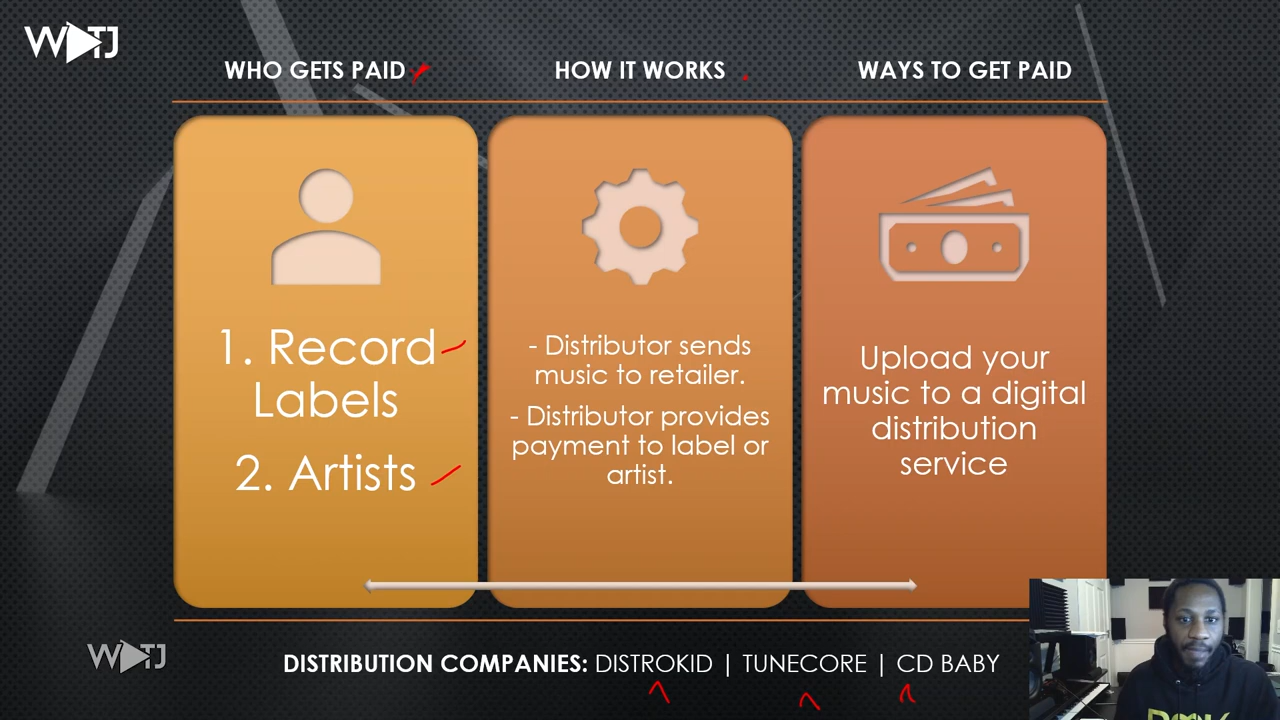 WTJ
WHO GETS PAID
HOW IT WORKS
WAYS TO GET PAID
1. Record
Labels
2. Artists
- Distributor sends
music to retailer.
- Distributor provides
payment to label or
artist.
Upload your
music to a digital
distribution
service
WTJ
DISTRIBUTION COMPANIES: DISTROKID | TUNECORE | CD BABY